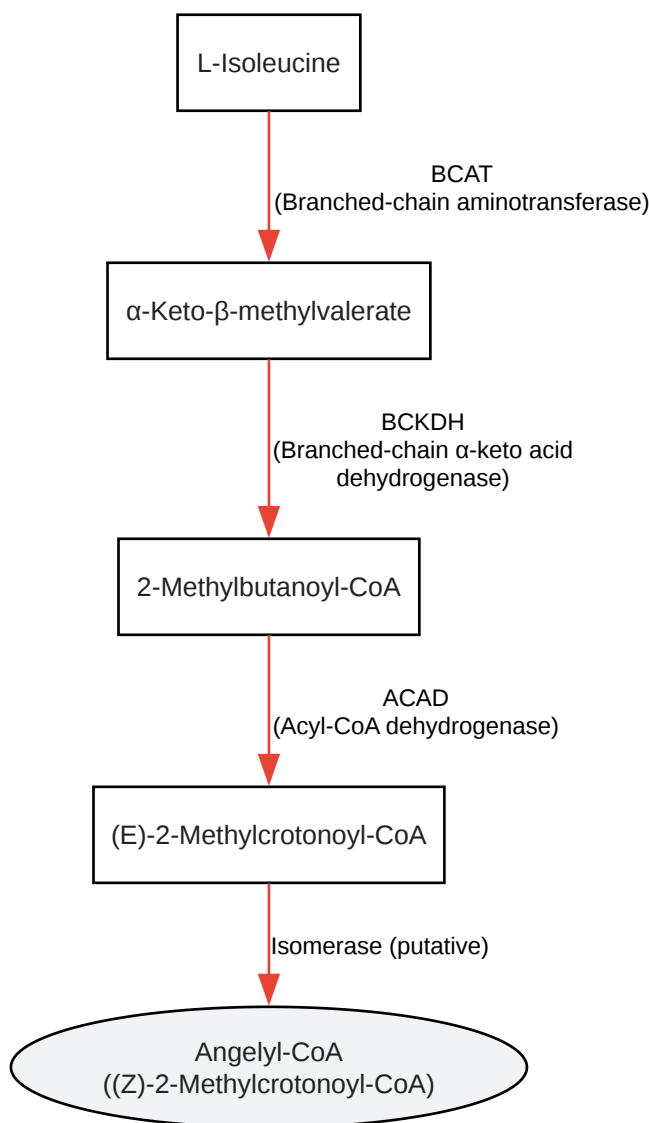 L-Isoleucine
BCAT
(Branched-chain aminotransferase)
α-Keto-β-methylvalerate
BCKDH
(Branched-chain α-keto acid
dehydrogenase)
2-Methylbutanoyl-CoA
ACAD
(Acyl-CoA dehydrogenase)
(E)-2-Methylcrotonoyl-CoA
Isomerase (putative)
Angelyl-CoA
((Z)-2-Methylcrotonoyl-CoA)